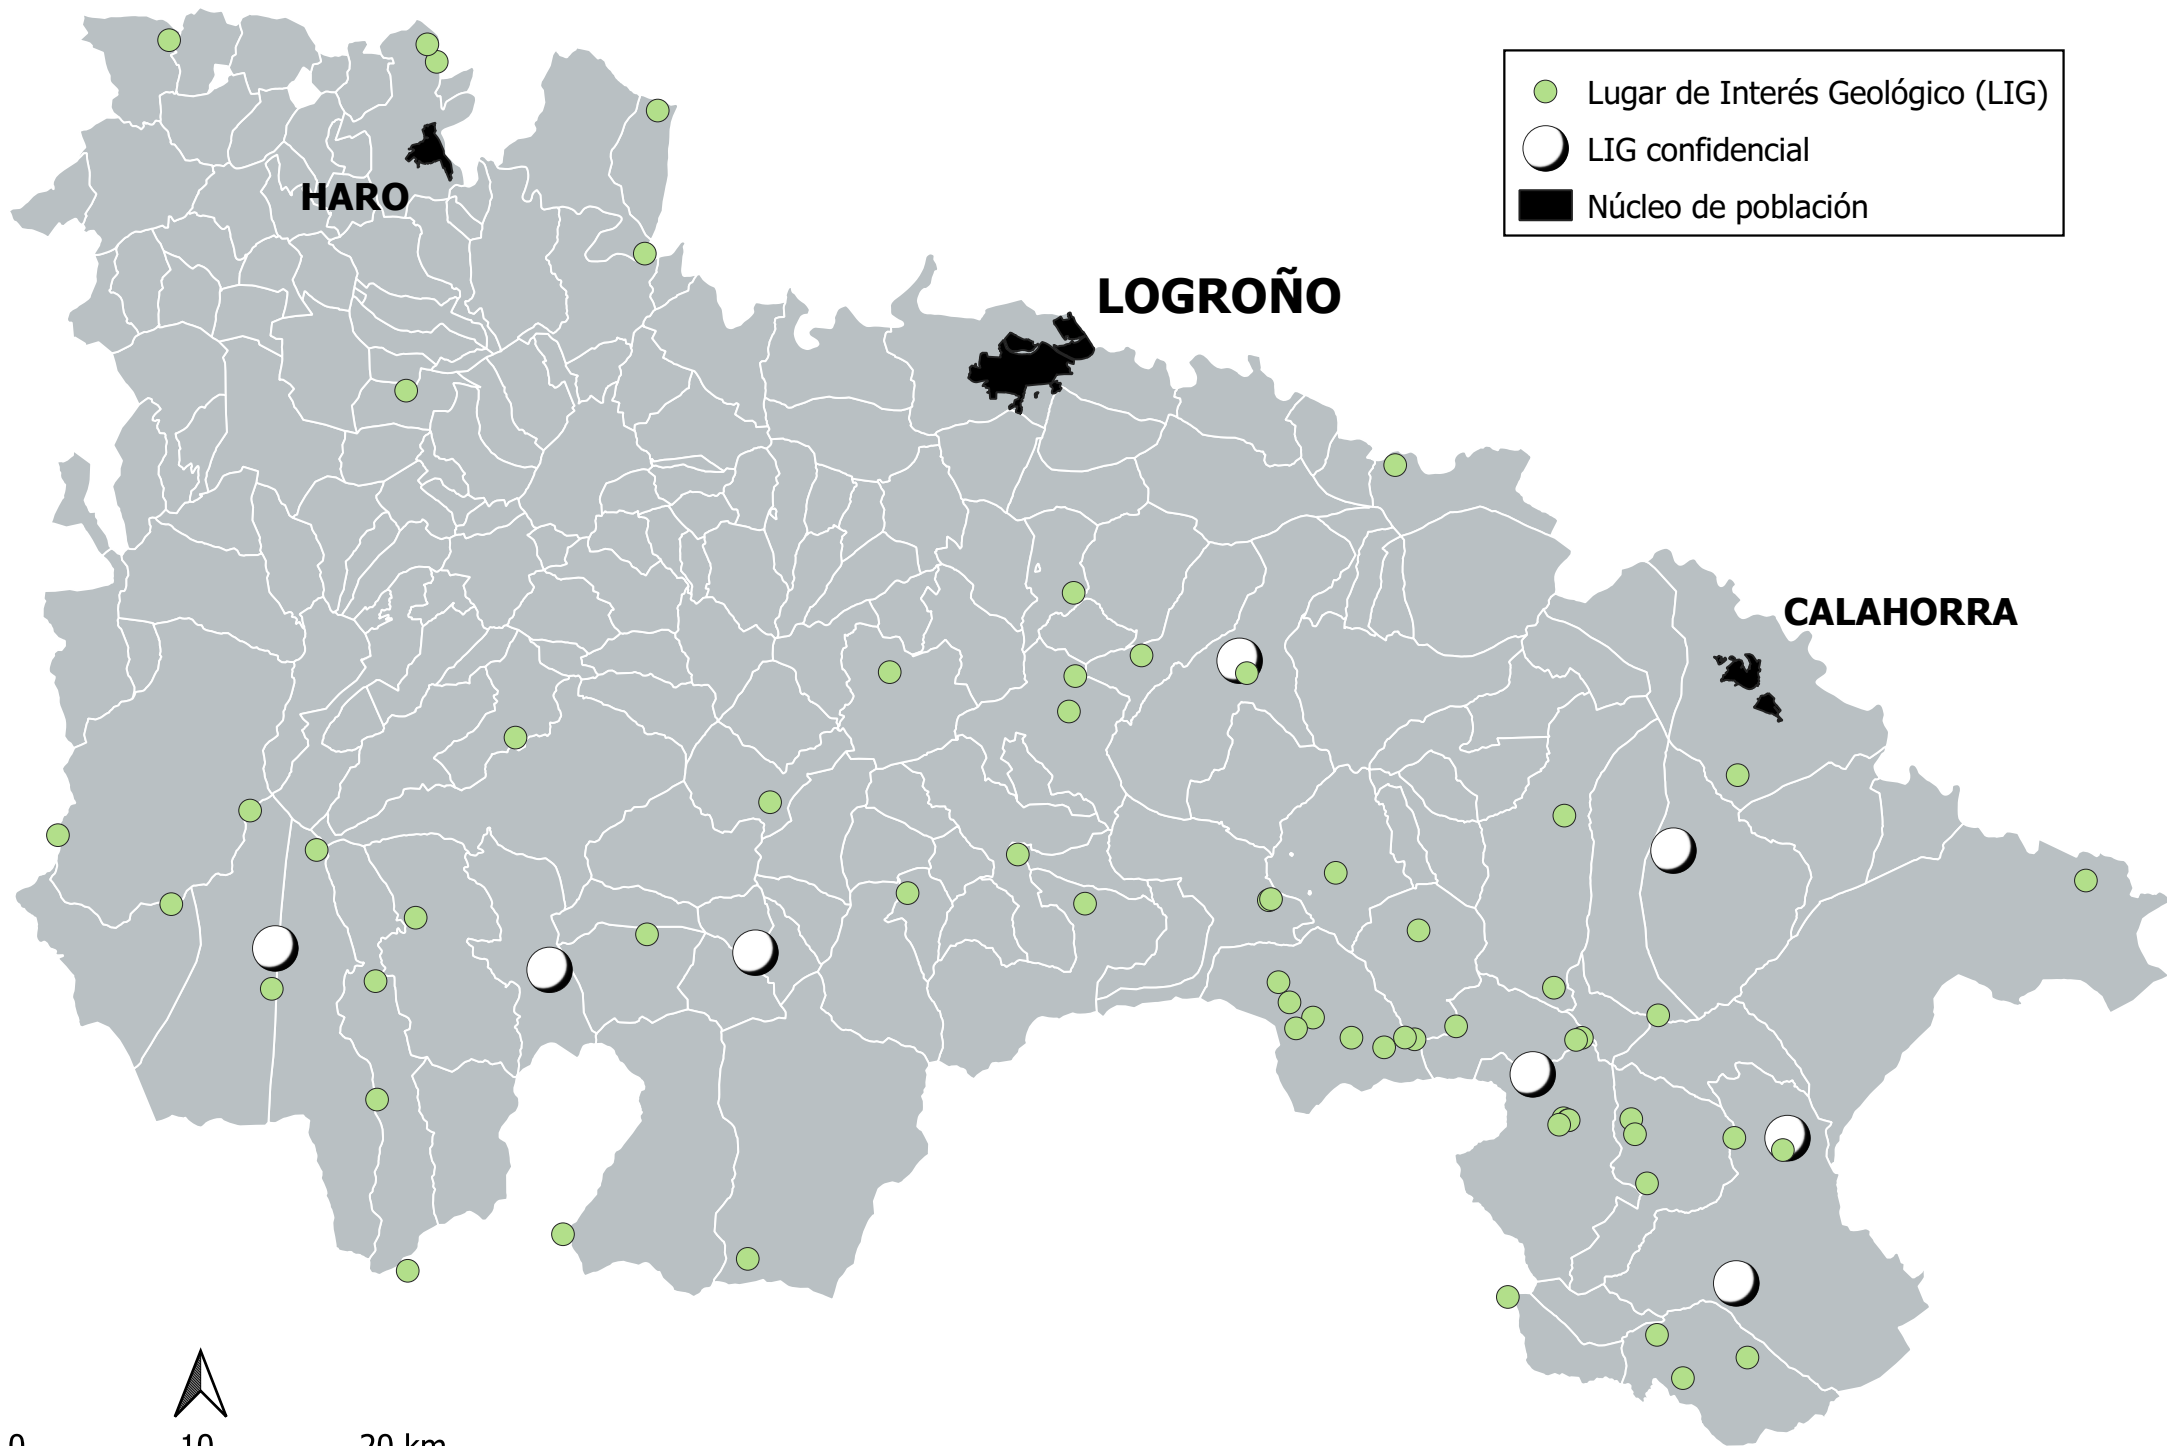 Lugar de Interés Geológico (LIG)
LIG confidencial
Núcleo de población
HARO
LOGROÑO
CALAHORRA
0 10 20 km